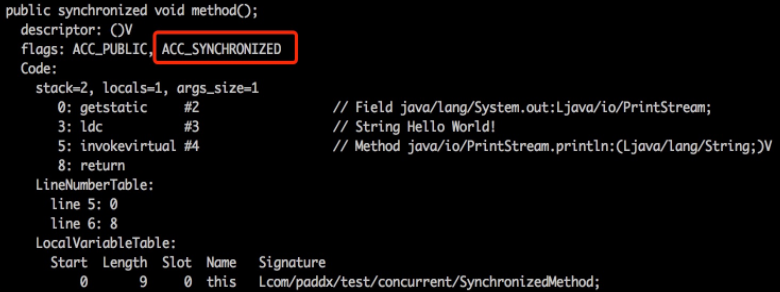 public synchronized void method();
descriptor: ()V
flags: ACC_PUBLIC, ACC_SYNCHRONIZED
Code:
stack=2, locals=1, args_size=1
0: getstatic #2 // Field java/lang/System.out:Ljava/io/PrintStream;
3: ldc #3 // String Hello World!
5: invokevirtual #4 // Method java/io/PrintStream.println:(Ljava/lang/String;)V
8: return
LineNumberTable:
line 5: 0
line 6: 8
LocalVariableTable:
Start Length Slot Name Signature
0 9 0 this Lcom/paddx/test/concurrent/SynchronizedMethod;